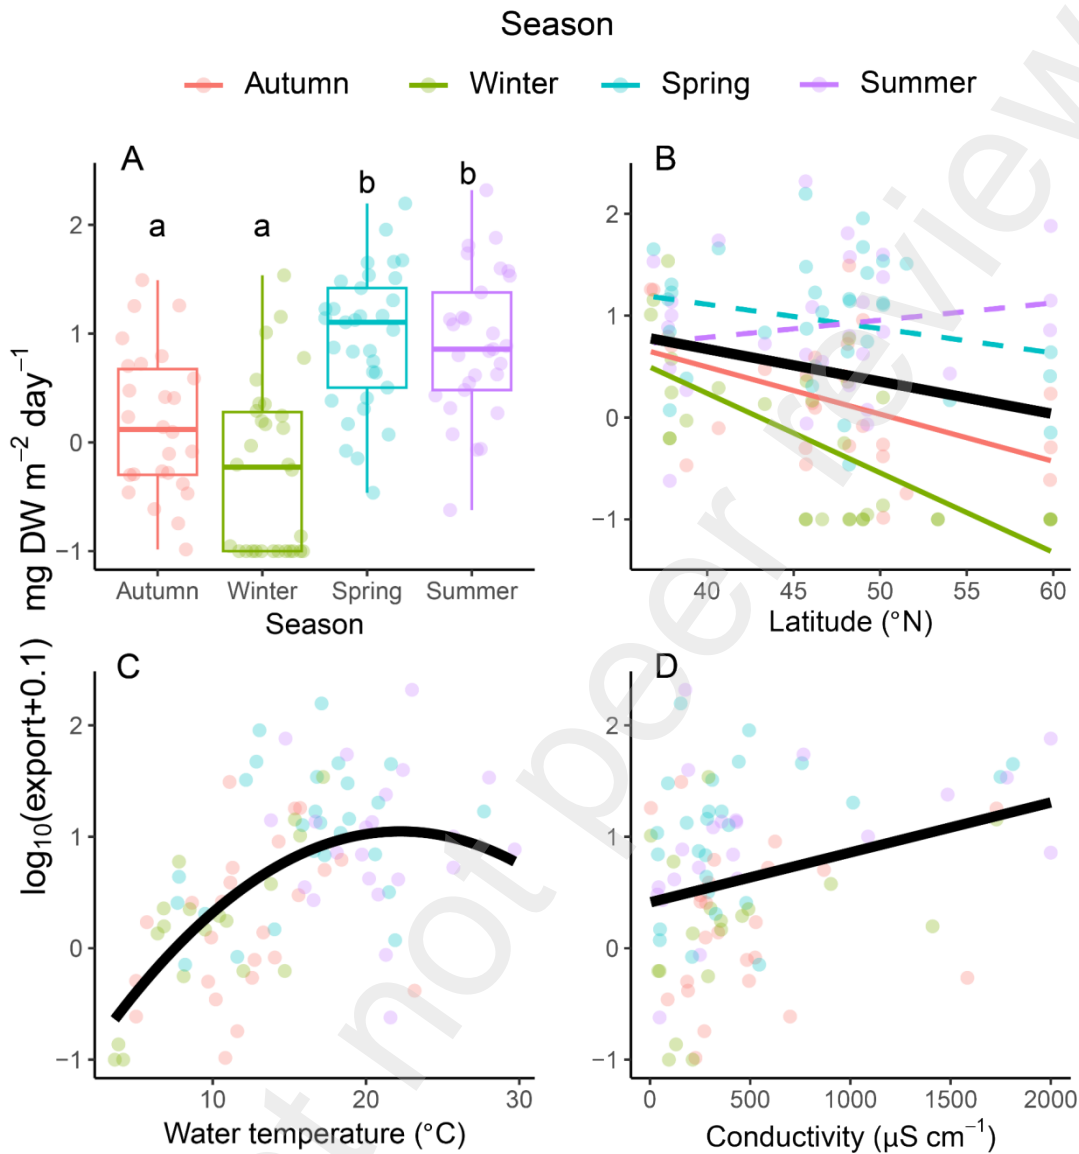 Season
Autumn Winter Spring Summer
A
a a b b
2
1
0
−1
Autumn Winter Spring Summer
Season
B
2
1
0
−1
40 45 50 55 60
Latitude (°N)
log₁₀(export+0.1) mg DW m⁻² day⁻¹
C
2
1
0
−1
10 20 30
Water temperature (°C)
D
2
1
0
−1
0 500 1000 1500 2000
Conductivity (µS cm⁻¹)
not peer review